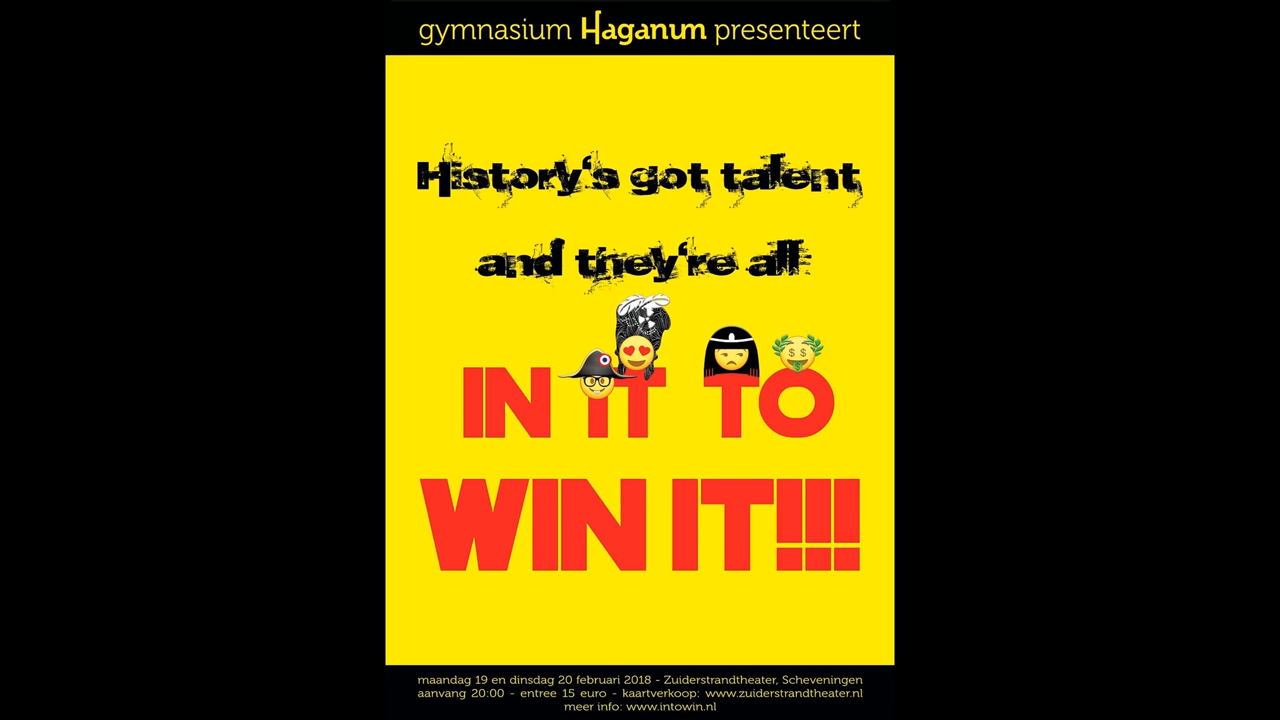 gymnasium Haganum presenteert
History's got talent
and they're all
IN IT TO
WIN IT!!!
maandag 19 en dinsdag 20 februari 2018 - Zuiderstrandtheater, Scheveningen
aanvang 20:00 - entree 15 euro - kaartverkoop: www.zuiderstrandtheater.nl
meer info: www.intowin.nl